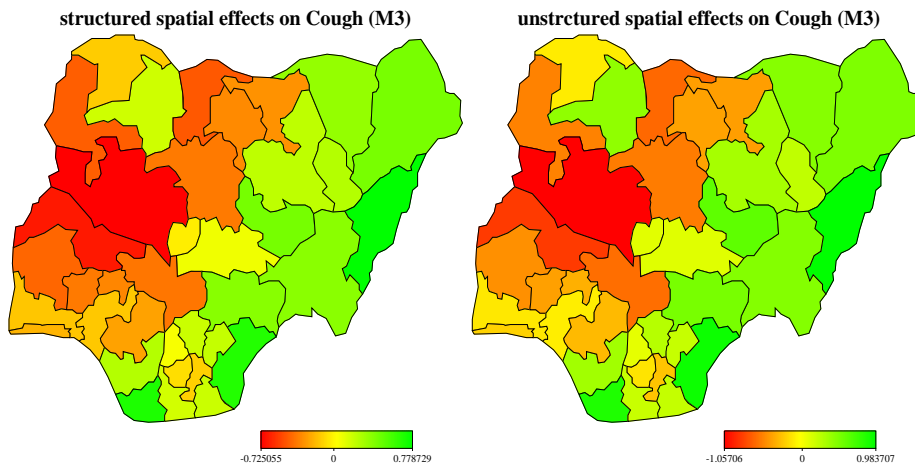 structured spatial effects on Cough (M3)
unstrctured spatial effects on Cough (M3)
-0.725055 0 0.778729
-1.05706 0 0.983707